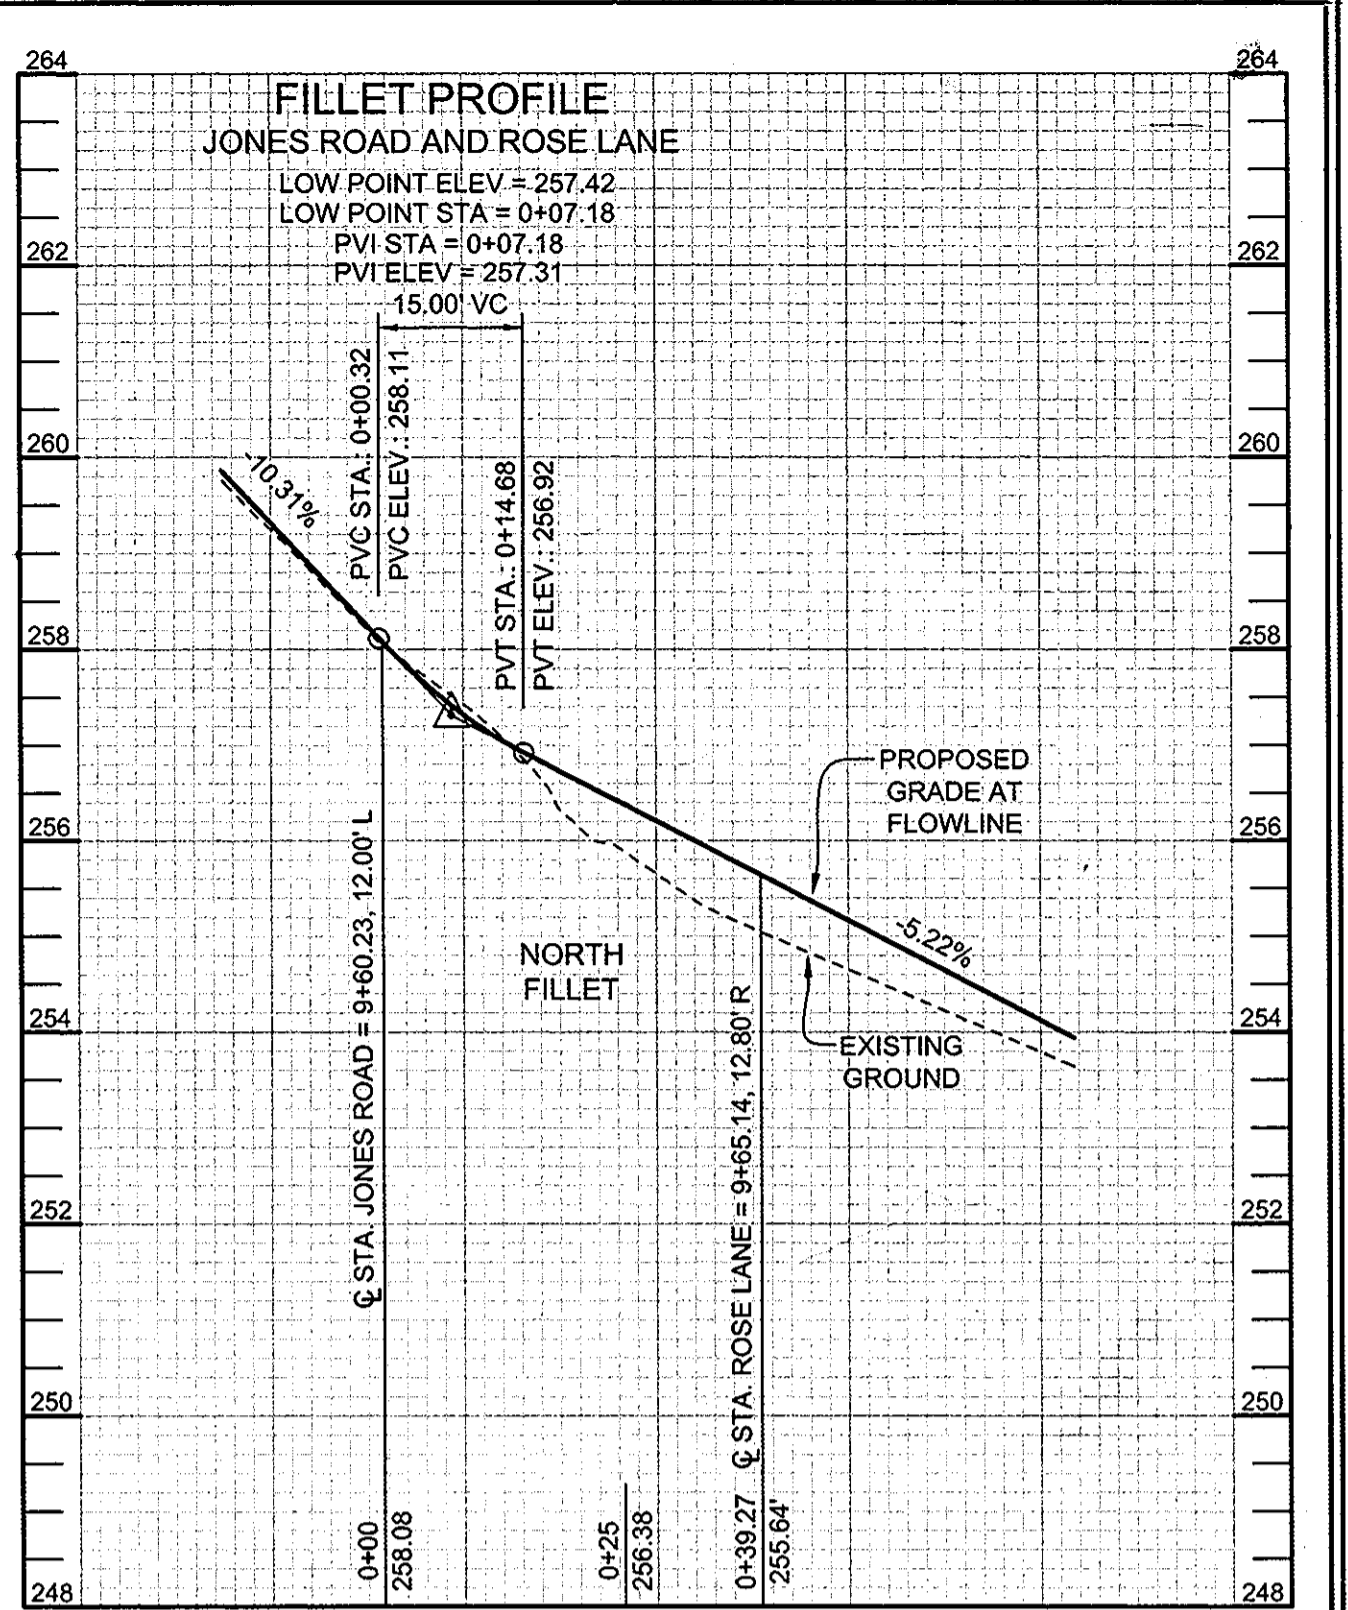 264
264
FILLET PROFILE
JONES ROAD AND ROSE LANE
LOW POINT ELEV = 257.42
LOW POINT STA = 0+07.18
PVI STA = 0+07.18
PVI ELEV = 257.31
15.00' VC
262
262
PVC STA.: 0+00.32
PVC ELEV.: 258.11
260
260
-10.31%
PVT STA.: 0+14.68
PVT ELEV.: 256.92
258
258
PROPOSED
GRADE AT
FLOWLINE
256
256
-5.22%
NORTH
FILLET
254
254
EXISTING
GROUND
℄ STA. JONES ROAD = 9+60.23, 12.00' L
℄ STA. ROSE LANE = 9+65.14, 12.80' R
252
252
250
250
0+00
258.08
0+25
256.38
0+39.27
255.64'
248
248